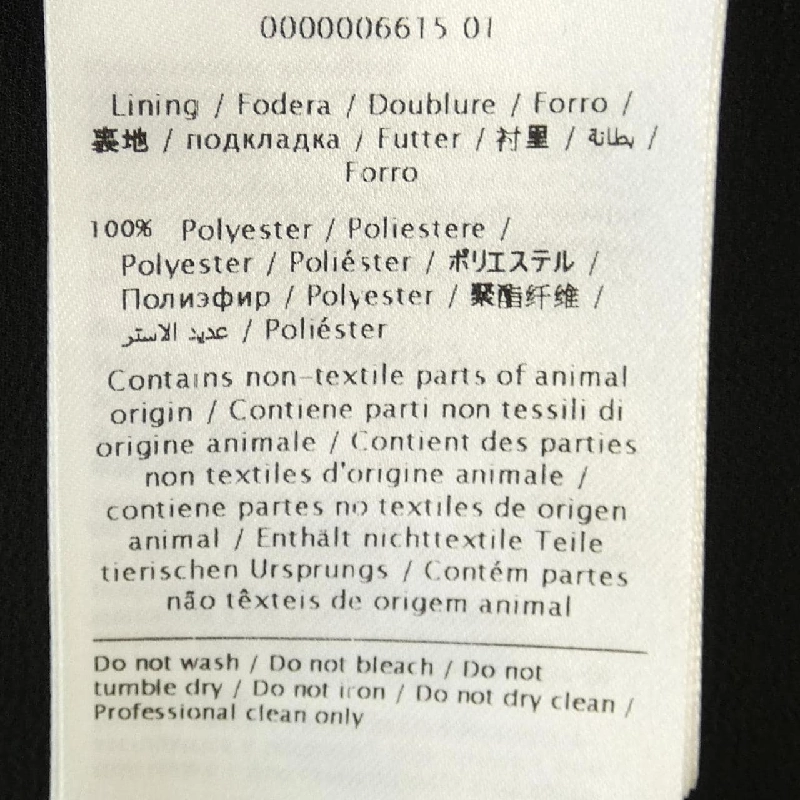 0000006615 01
Lining / Fodera / Doublure / Forro /
裏地 / подкладка / Futter / 衬里 / بطانة /
Forro
100% Polyester / Poliestere /
Polyester / Poliéster / ポリエステル /
Полиэфир / Polyester / 聚酯纤维 /
عديد الاستر / Poliéster
Contains non-textile parts of animal
origin / Contiene parti non tessili di
origine animale / Contient des parties
non textiles d'origine animale /
contiene partes no textiles de origen
animal / Enthält nichttextile Teile
tierischen Ursprungs / Contém partes
não têxteis de origem animal
Do not wash / Do not bleach / Do not
tumble dry / Do not iron / Do not dry clean /
Professional clean only